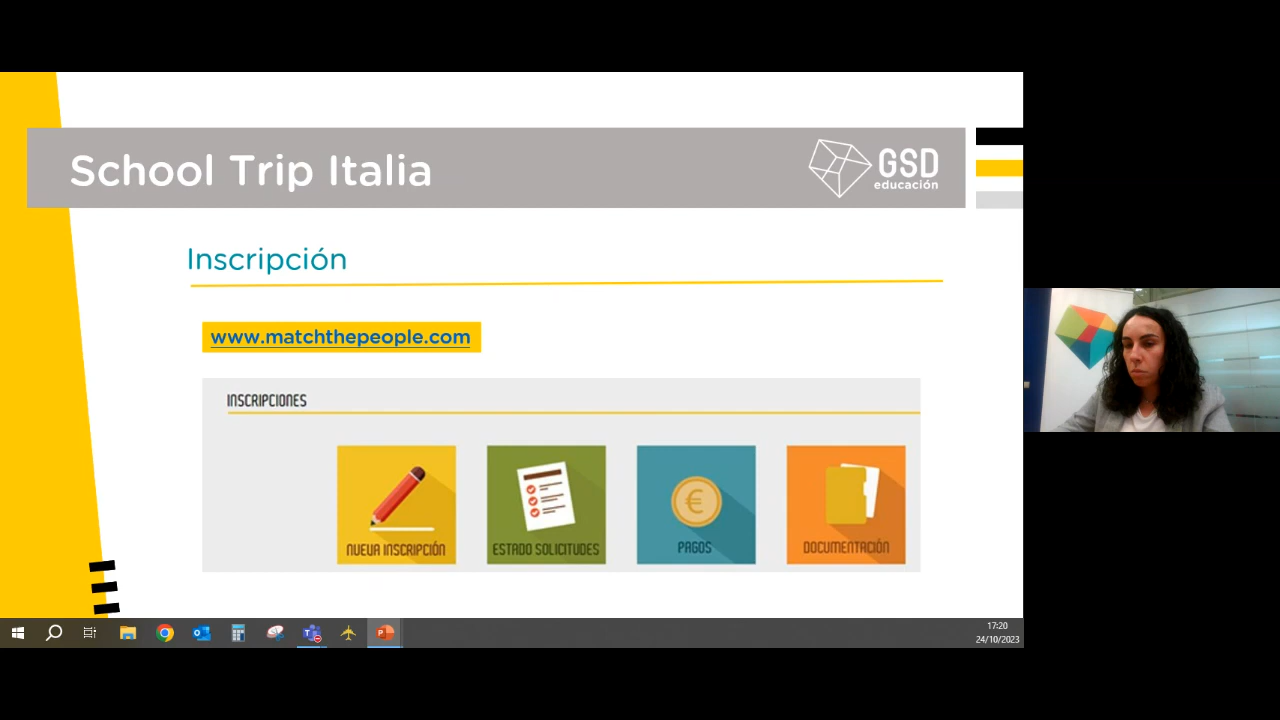 School Trip Italia
GSD
educación
Inscripción
www.matchthepeople.com
INSCRIPCIONES
NUEVA INSCRIPCIÓN
ESTADO SOLICITUDES
PAGOS
DOCUMENTACIÓN
17:20
24/10/2023